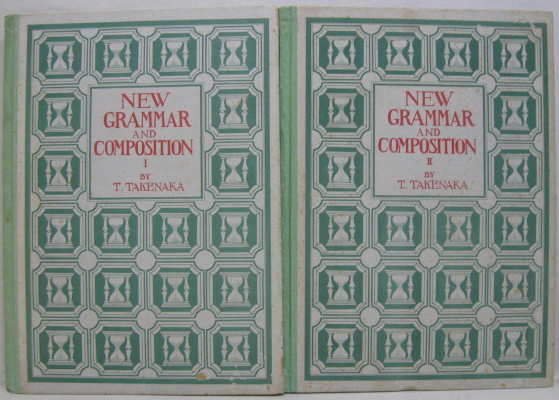 NEW
GRAMMAR
AND
COMPOSITION
I
BY
T. TAKENAKA
NEW
GRAMMAR
AND
COMPOSITION
II
BY
T. TAKENAKA